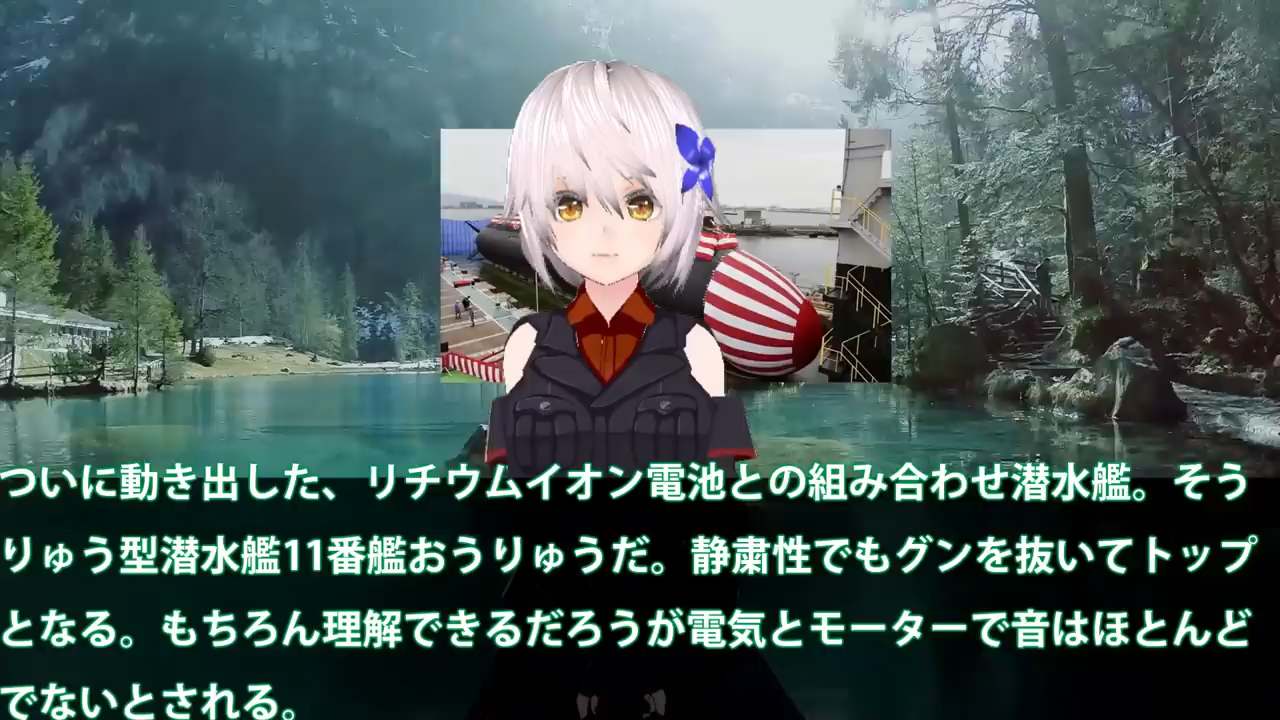 ついに動き出した、リチウムイオン電池との組み合わせ潜水艦。そう
りゅう型潜水艦11番艦おうりゅうだ。静粛性でもグンを抜いてトップ
となる。もちろん理解できるだろうが電気とモーターで音はほとんど
でないとされる。